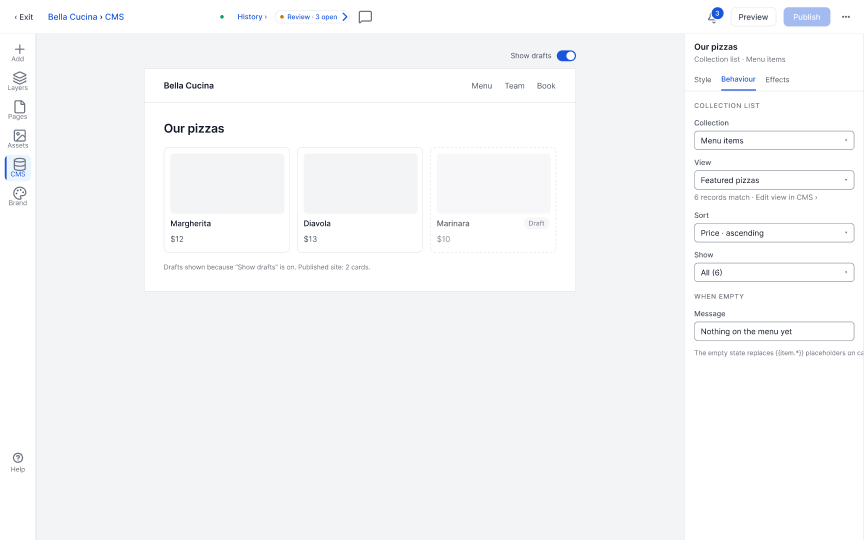 ‹ Exit
Bella Cucina › CMS
History ›
Review · 3 open
3
Preview
Publish
Add
Layers
Pages
Assets
CMS
Brand
Help
Show drafts
Bella Cucina
Menu
Team
Book
Our pizzas
Margherita
$12
Diavola
$13
Marinara
Draft
$10
Drafts shown because "Show drafts" is on. Published site: 2 cards.
Our pizzas
Collection list · Menu items
Style
Behaviour
Effects
COLLECTION LIST
Collection
Menu items
View
Featured pizzas
6 records match · Edit view in CMS ›
Sort
Price · ascending
Show
All (6)
WHEN EMPTY
Message
Nothing on the menu yet
The empty state replaces {{item.*}} placeholders on